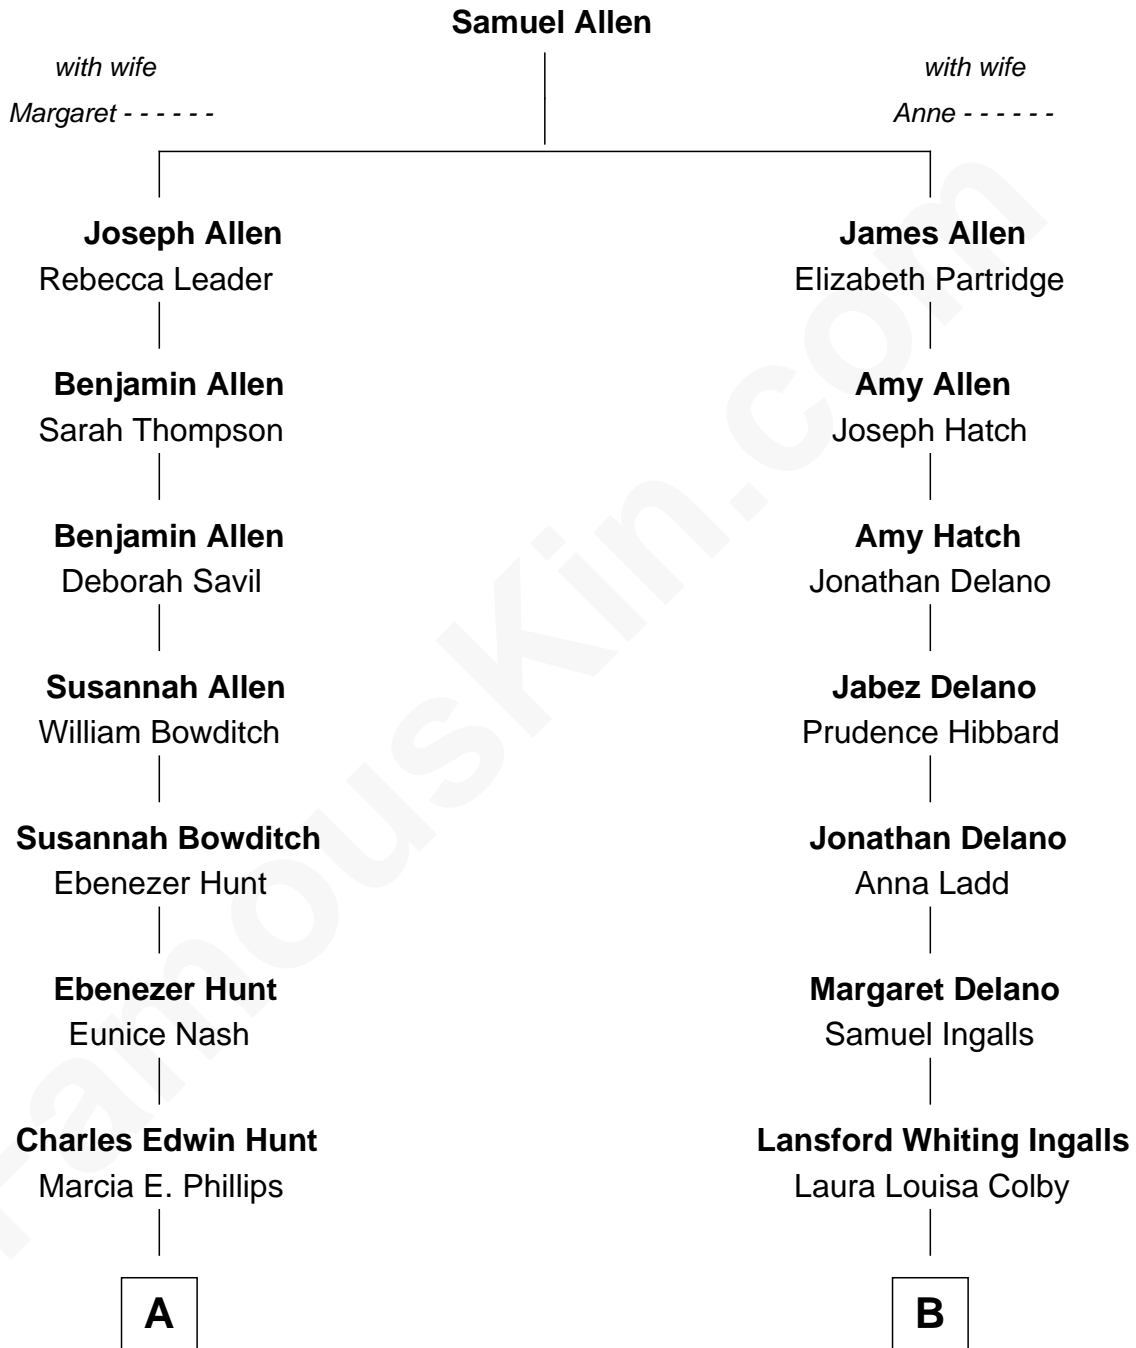 Samuel Allen
with wife
Margaret - - - - - -
with wife
Anne - - - - - -
Joseph Allen
Rebecca Leader
James Allen
Elizabeth Partridge
Benjamin Allen
Sarah Thompson
Amy Allen
Joseph Hatch
Benjamin Allen
Deborah Savil
Amy Hatch
Jonathan Delano
Susannah Allen
William Bowditch
Jabez Delano
Prudence Hibbard
Susannah Bowditch
Ebenezer Hunt
Jonathan Delano
Anna Ladd
Ebenezer Hunt
Eunice Nash
Margaret Delano
Samuel Ingalls
Charles Edwin Hunt
Marcia E. Phillips
Lansford Whiting Ingalls
Laura Louisa Colby
A
B
FamousKin.com